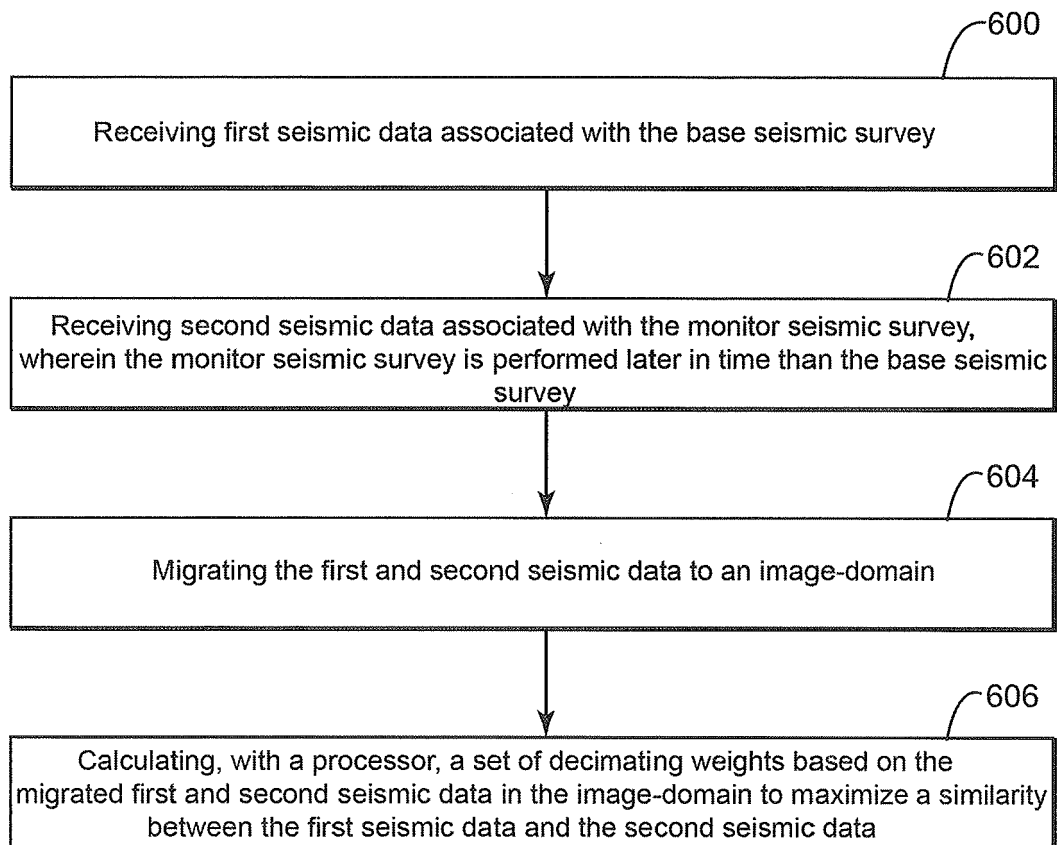 600
Receiving first seismic data associated with the base seismic survey
602
Receiving second seismic data associated with the monitor seismic survey,
wherein the monitor seismic survey is performed later in time than the base seismic
survey
604
Migrating the first and second seismic data to an image-domain
606
Calculating, with a processor, a set of decimating weights based on the
migrated first and second seismic data in the image-domain to maximize a similarity
between the first seismic data and the second seismic data